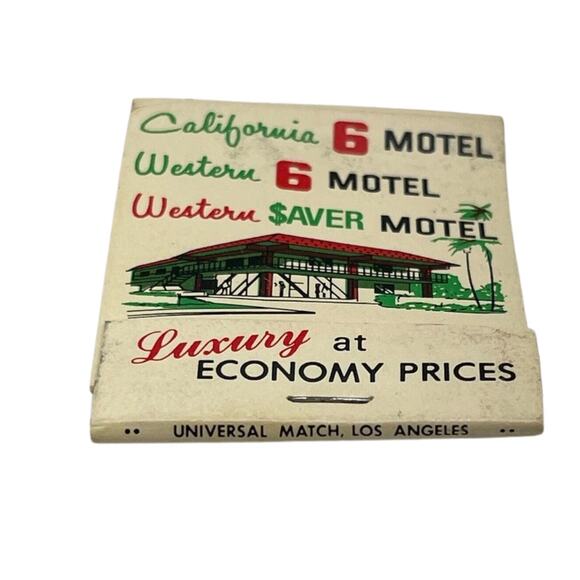 California 6 MOTEL
Western 6 MOTEL
Western $AVER MOTEL
Luxury at
ECONOMY PRICES
•• UNIVERSAL MATCH, LOS ANGELES ••